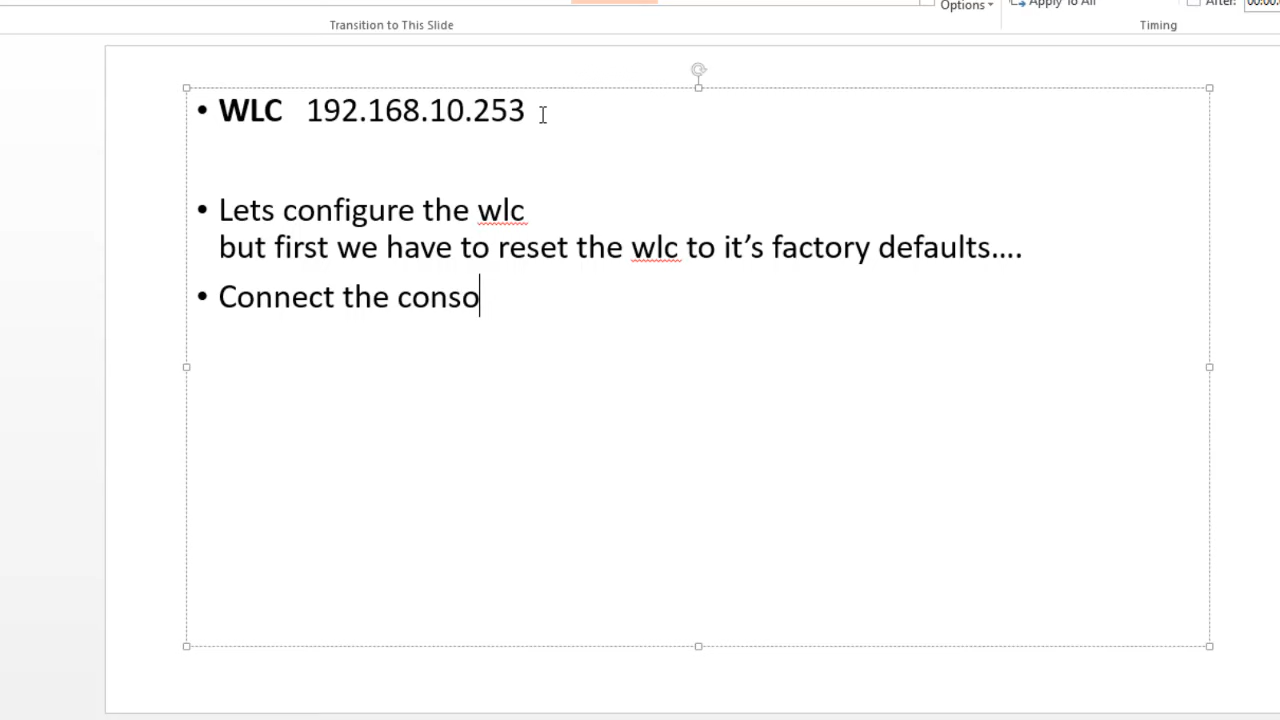 Options
Apply To All
After:
Transition to This Slide
Timing
• WLC 192.168.10.253
• Lets configure the wlc
but first we have to reset the wlc to it’s factory defaults....
• Connect the conso